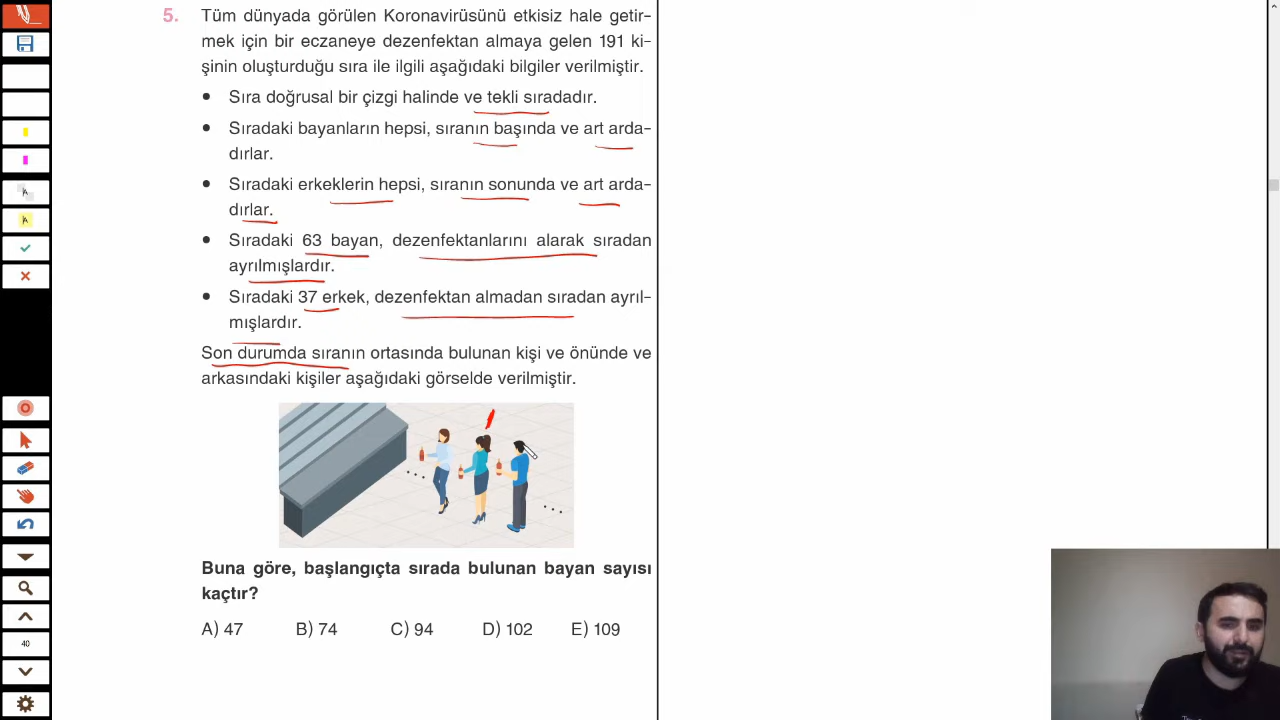 5. Tüm dünyada görülen Koronavirüsünü etkisiz hale getir-
mek için bir eczaneye dezenfektan almaya gelen 191 ki-
şinin oluşturduğu sıra ile ilgili aşağıdaki bilgiler verilmiştir.
• Sıra doğrusal bir çizgi halinde ve tekli sıradadır.
• Sıradaki bayanların hepsi, sıranın başında ve art arda-
dırlar.
• Sıradaki erkeklerin hepsi, sıranın sonunda ve art arda-
dırlar.
• Sıradaki 63 bayan, dezenfektanlarını alarak sıradan
ayrılmışlardır.
• Sıradaki 37 erkek, dezenfektan almadan sıradan ayrıl-
mışlardır.
Son durumda sıranın ortasında bulunan kişi ve önünde ve
arkasındaki kişiler aşağıdaki görselde verilmiştir.
Buna göre, başlangıçta sırada bulunan bayan sayısı
kaçtır?
A) 47 B) 74 C) 94 D) 102 E) 109
40